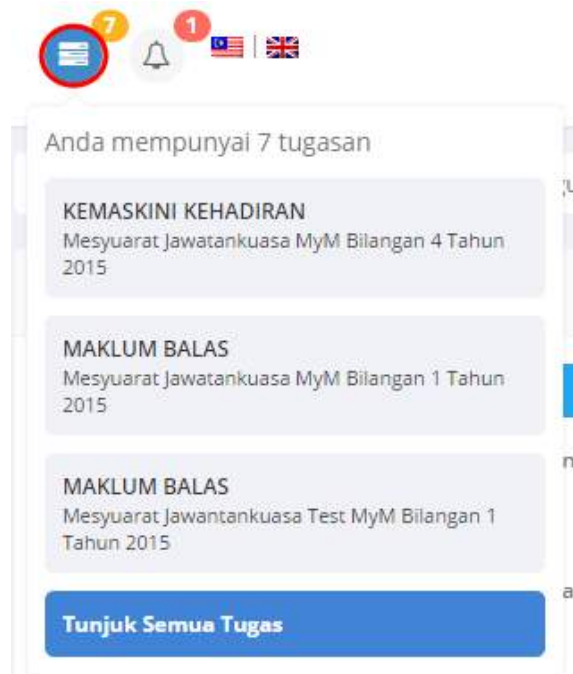 7
1
Anda mempunyai 7 tugasan
KEMASKINI KEHADIRAN
Mesyuarat Jawatankuasa MyM Bilangan 4 Tahun
2015
MAKLUM BALAS
Mesyuarat Jawatankuasa MyM Bilangan 1 Tahun
2015
MAKLUM BALAS
Mesyuarat Jawantankuasa Test MyM Bilangan 1
Tahun 2015
Tunjuk Semua Tugas